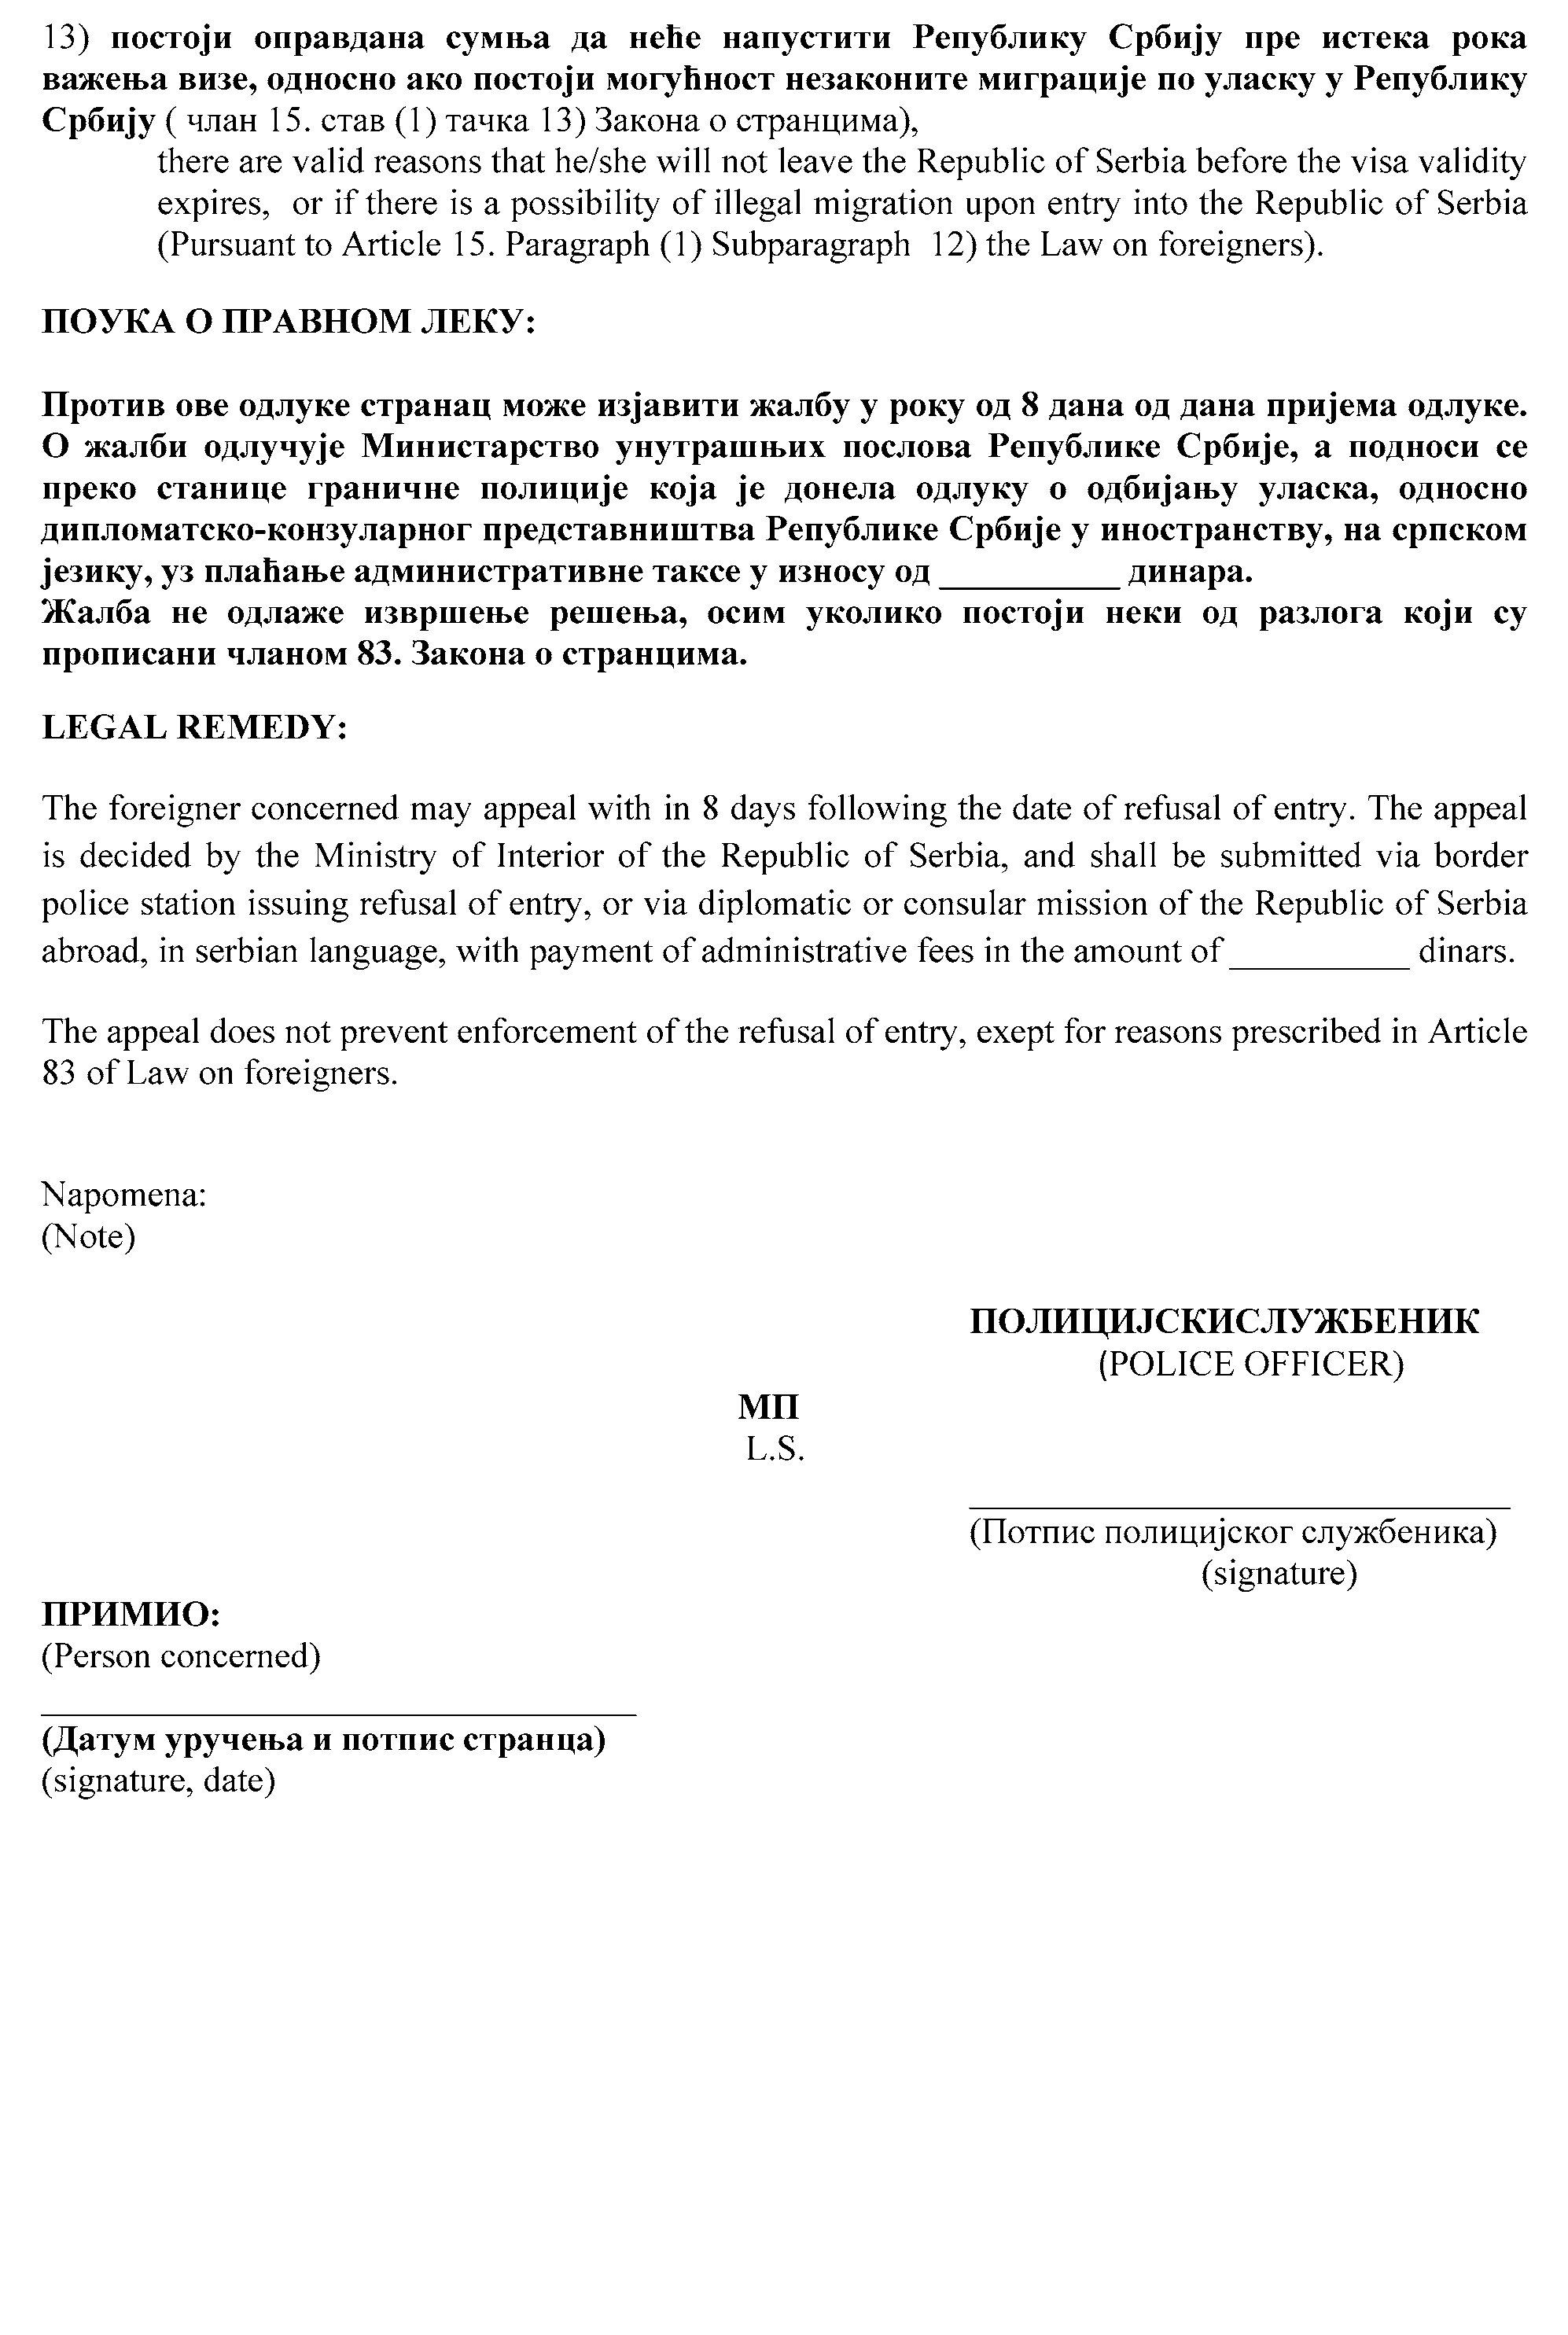 13) постоји оправдана сумња да неће напустити Републику Србију пре истека рока
важења визе, односно ако постоји могућност незаконите миграције по уласку у Републику
Србију ( члан 15. став (1) тачка 13) Закона о странцима),
there are valid reasons that he/she will not leave the Republic of Serbia before the visa validity
expires, or if there is a possibility of illegal migration upon entry into the Republic of Serbia
(Pursuant to Article 15. Paragraph (1) Subparagraph 12) the Law on foreigners).
ПОУКА О ПРАВНОМ ЛЕКУ:
Против ове одлуке странац може изјавити жалбу у року од 8 дана од дана пријема одлуке.
О жалби одлучује Министарство унутрашњих послова Републике Србије, а подноси се
преко станице граничне полиције која је донела одлуку о одбијању уласка, односно
дипломатско-конзуларног представништва Републике Србије у иностранству, на српском
језику, уз плаћање административне таксе у износу од __________ динара.
Жалба не одлаже извршење решења, осим уколико постоји неки од разлога који су
прописани чланом 83. Закона о странцима.
LEGAL REMEDY:
The foreigner concerned may appeal with in 8 days following the date of refusal of entry. The appeal
is decided by the Ministry of Interior of the Republic of Serbia, and shall be submitted via border
police station issuing refusal of entry, or via diplomatic or consular mission of the Republic of Serbia
abroad, in serbian language, with payment of administrative fees in the amount of __________ dinars.
The appeal does not prevent enforcement of the refusal of entry, exept for reasons prescribed in Article
83 of Law on foreigners.
Napomena:
(Note)
ПОЛИЦИЈСКИСЛУЖБЕНИК
(POLICE OFFICER)
МП
L.S.
(Потпис полицијског службеника)
(signature)
ПРИМИО:
(Person concerned)
(Датум уручења и потпис странца)
(signature, date)